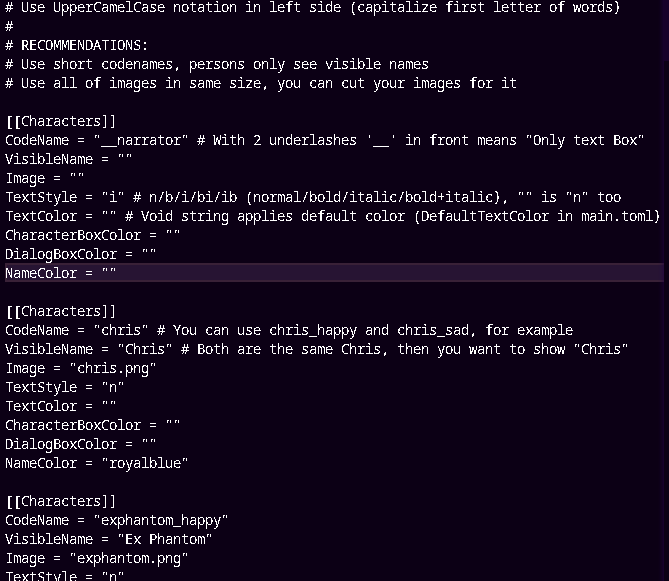 # Use UpperCamelCase notation in left side (capitalize first letter of words)
#
# RECOMMENDATIONS:
# Use short codenames, persons only see visible names
# Use all of images in same size, you can cut your images for it
[[Characters]]
CodeName = "__narrator" # With 2 underlashes '__' in front means "Only text Box"
VisibleName = ""
Image = ""
TextStyle = "i" # n/b/i/bi/ib (normal/bold/italic/bold+italic), "" is "n" too
TextColor = "" # Void string applies default color (DefaultTextColor in main.toml)
CharacterBoxColor = ""
DialogBoxColor = ""
NameColor = ""
[[Characters]]
CodeName = "chris" # You can use chris_happy and chris_sad, for example
VisibleName = "Chris" # Both are the same Chris, then you want to show "Chris"
Image = "chris.png"
TextStyle = "n"
TextColor = ""
CharacterBoxColor = ""
DialogBoxColor = ""
NameColor = "royalblue"
[[Characters]]
CodeName = "exphantom_happy"
VisibleName = "Ex Phantom"
Image = "exphantom.png"
TextStyle = "n"